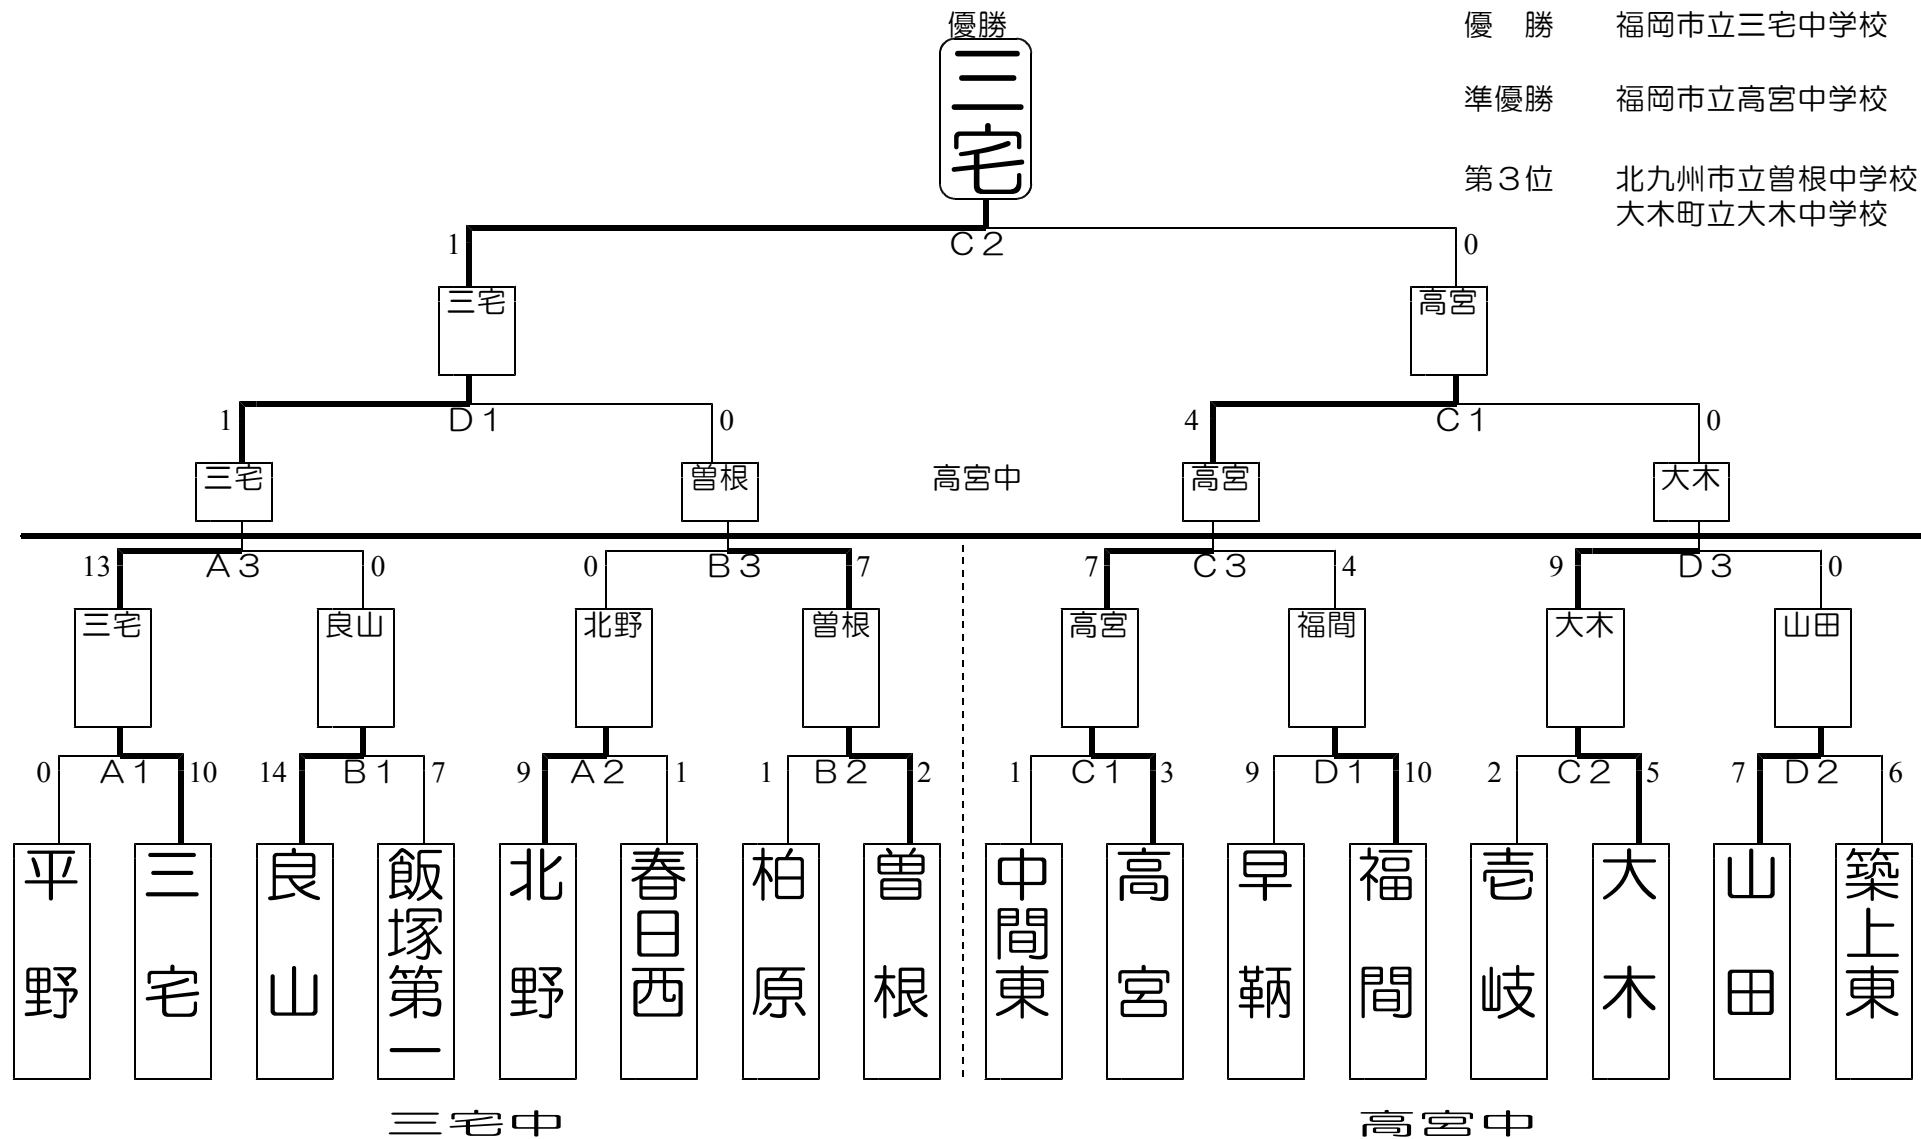 優勝
三宅
優　勝　福岡市立三宅中学校
準優勝　福岡市立高宮中学校
第３位　北九州市立曽根中学校
大木町立大木中学校
1 Ｃ２ 0
三宅 高宮
1 Ｄ１ 0 4 Ｃ１ 0
三宅 曽根 高宮中 高宮 大木
13 Ａ３ 0 0 Ｂ３ 7 7 Ｃ３ 4 9 Ｄ３ 0
三宅 良山 北野 曽根 高宮 福間 大木 山田
0 Ａ１ 10 14 Ｂ１ 7 9 Ａ２ 1 1 Ｂ２ 2 1 Ｃ１ 3 9 Ｄ１ 10 2 Ｃ２ 5 7 Ｄ２ 6
平野
三宅
良山
飯塚第一
北野
春日西
柏原
曽根
中間東
高宮
早鞆
福間
壱岐
大木
山田
築上東
三宅中 高宮中